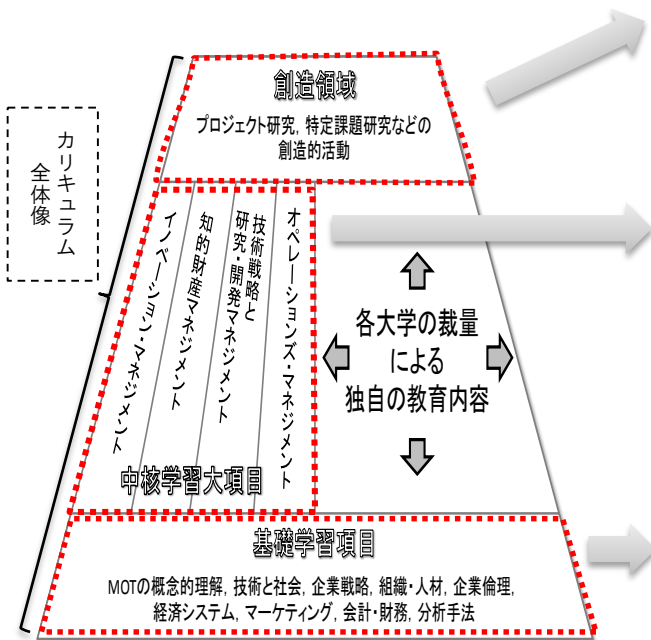 創造領域
プロジェクト研究, 特定課題研究などの
創造的活動
カリキュラム
全体像
イノベーション・マネジメント
知的財産マネジメント
技術戦略と
研究・開発マネジメント
オペレーションズ・マネジメント
中核学習大項目
各大学の裁量
による
独自の教育内容
基礎学習項目
MOTの概念的理解, 技術と社会, 企業戦略, 組織・人材, 企業倫理,
経済システム, マーケティング, 会計・財務, 分析手法